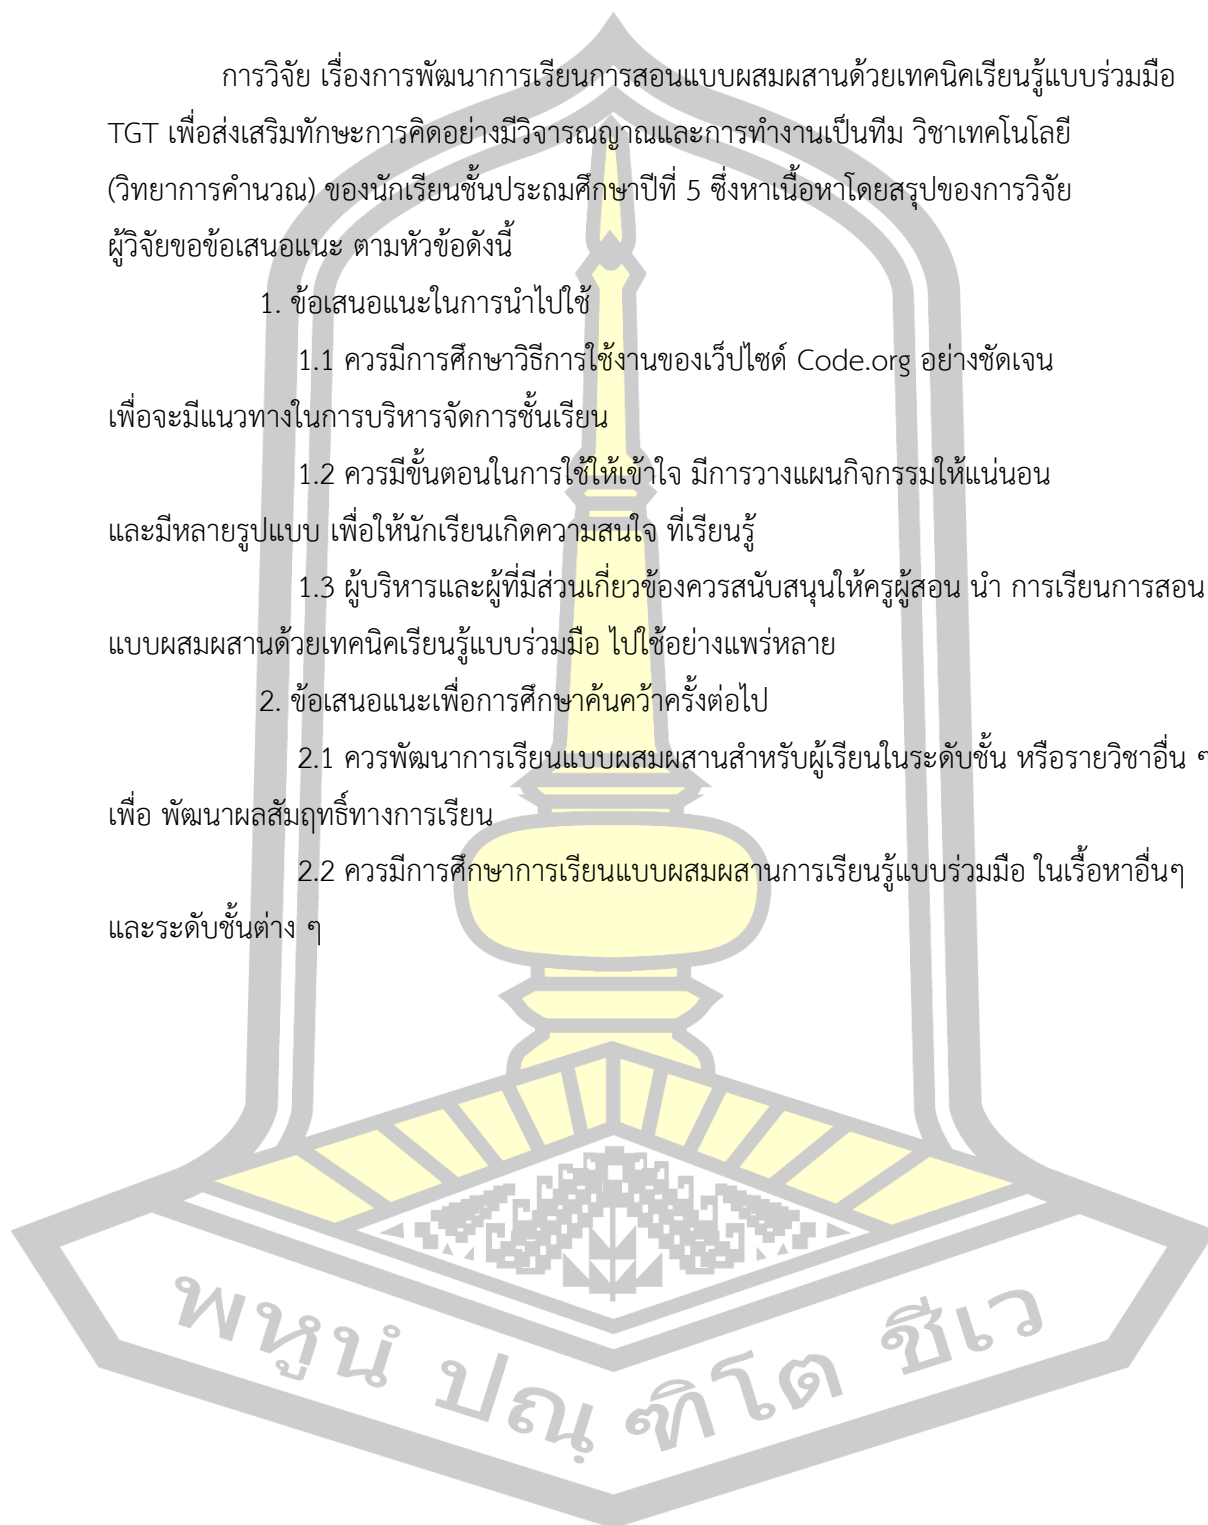 การวิจัย เรื่องการพัฒนาการเรียนการสอนแบบผสมผสานด้วยเทคนิคเรียนรู้แบบร่วมมือ
TGT เพื่อส่งเสริมทักษะการคิดอย่างมีวิจารณญาณและการทำงานเป็นทีม วิชาเทคโนโลยี
(วิทยาการคำนวณ) ของนักเรียนชั้นประถมศึกษาปีที่ 5 ซึ่งหาเนื้อหาโดยสรุปของการวิจัย
ผู้วิจัยขอข้อเสนอแนะ ตามหัวข้อดังนี้
1. ข้อเสนอแนะในการนำไปใช้
1.1 ควรมีการศึกษาวิธีการใช้งานของเว็ปไซด์ Code.org อย่างชัดเจน
เพื่อจะมีแนวทางในการบริหารจัดการชั้นเรียน
1.2 ควรมีขั้นตอนในการใช้ให้เข้าใจ มีการวางแผนกิจกรรมให้แน่นอน
และมีหลายรูปแบบ เพื่อให้นักเรียนเกิดความสนใจ ที่เรียนรู้
1.3 ผู้บริหารและผู้ที่มีส่วนเกี่ยวข้องควรสนับสนุนให้ครูผู้สอน นำ การเรียนการสอน
แบบผสมผสานด้วยเทคนิคเรียนรู้แบบร่วมมือ ไปใช้อย่างแพร่หลาย
2. ข้อเสนอแนะเพื่อการศึกษาค้นคว้าครั้งต่อไป
2.1 ควรพัฒนาการเรียนแบบผสมผสานสำหรับผู้เรียนในระดับชั้น หรือรายวิชาอื่น ๆ
เพื่อ พัฒนาผลสัมฤทธิ์ทางการเรียน
2.2 ควรมีการศึกษาการเรียนแบบผสมผสานการเรียนรู้แบบร่วมมือ ในเรื้อหาอื่นๆ
และระดับชั้นต่าง ๆ
พหูนํ ปณฺ ฑิโต ชีเว